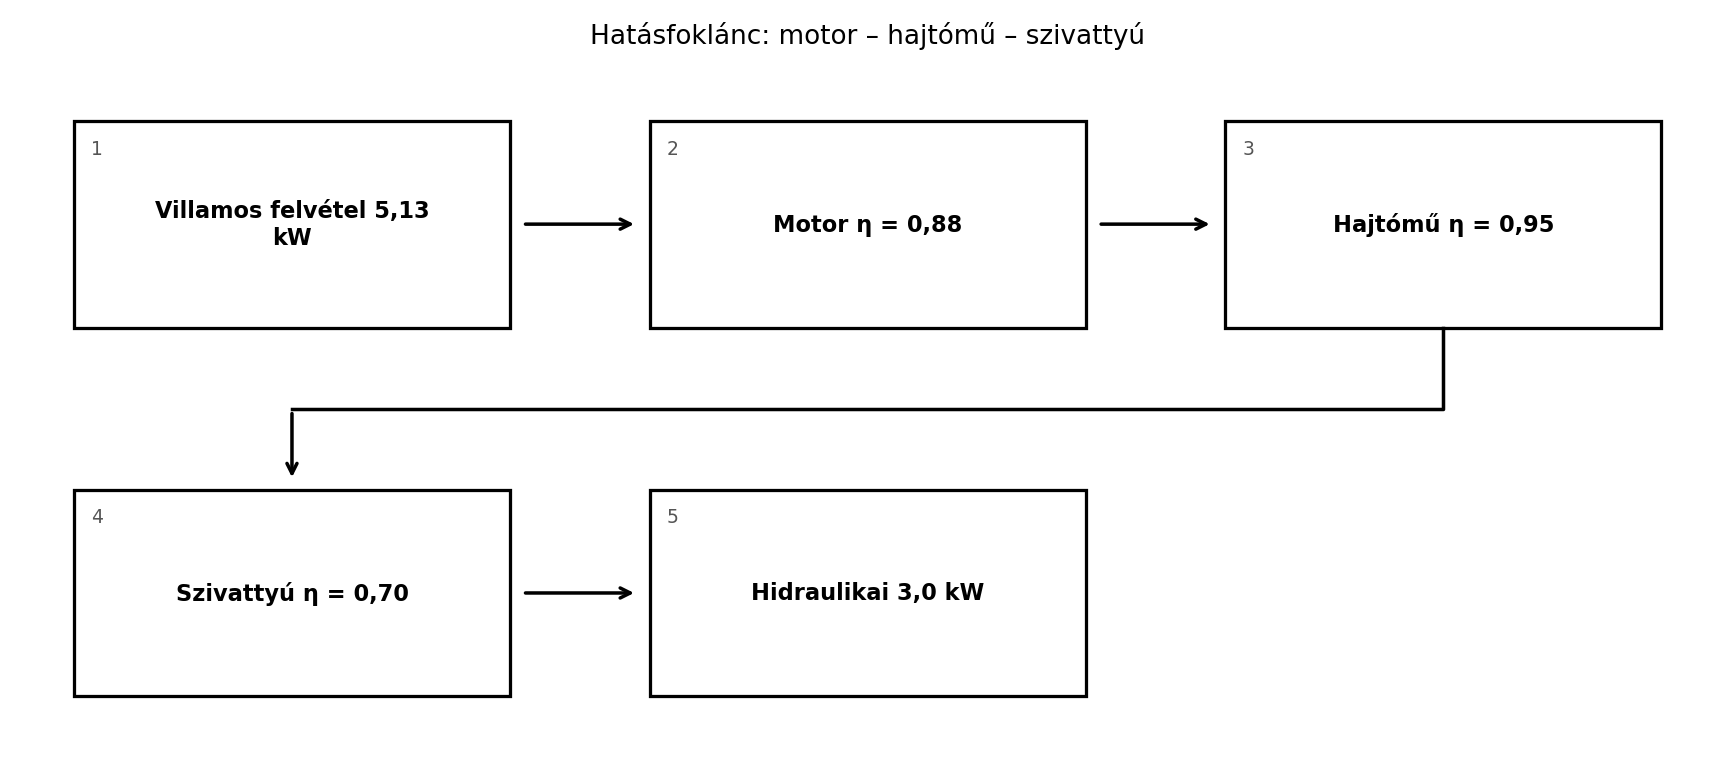 Hatásfoklánc: motor – hajtómű – szivattyú
1
Villamos felvétel 5,13
kW
2
Motor η = 0,88
3
Hajtómű η = 0,95
4
Szivattyú η = 0,70
5
Hidraulikai 3,0 kW